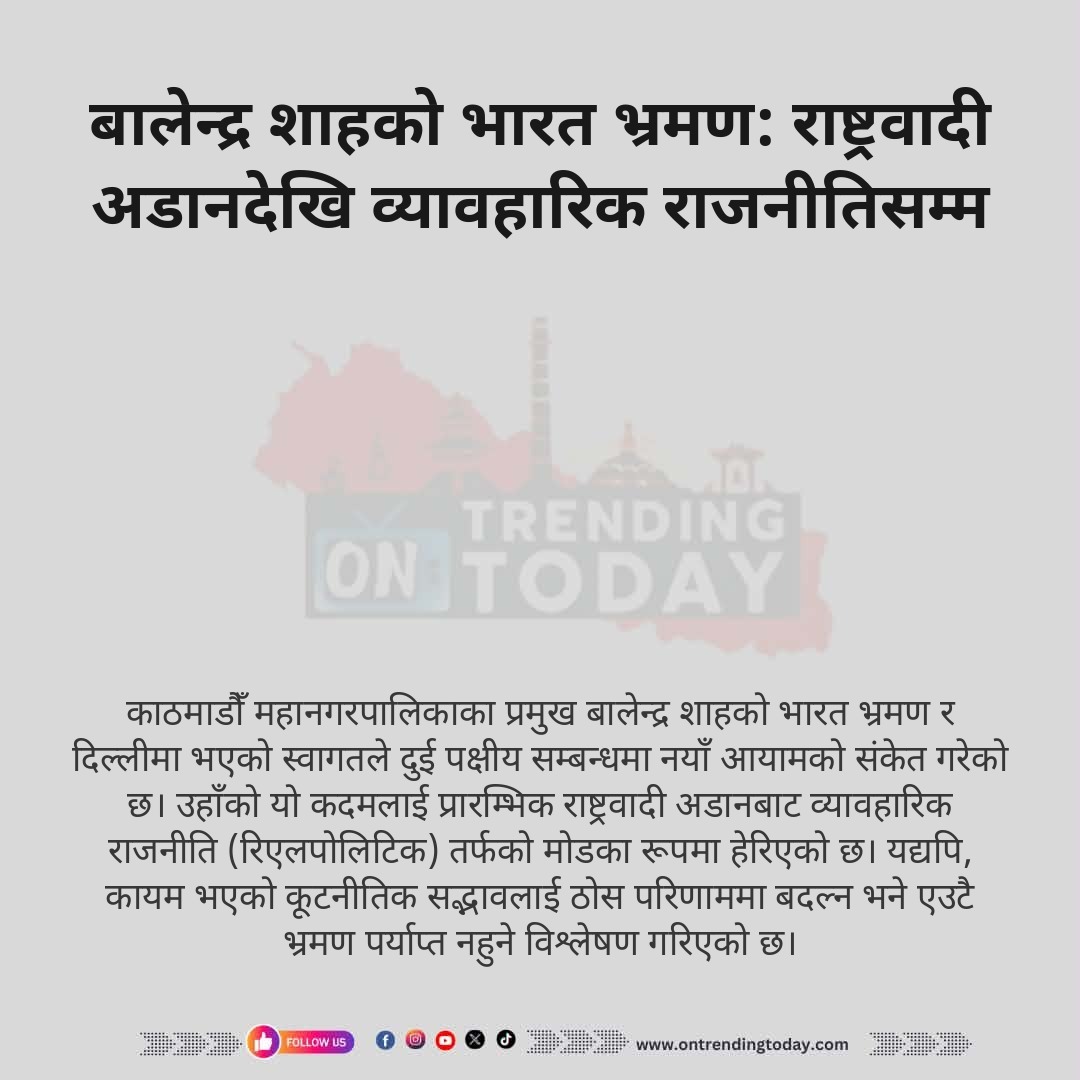 बालेन्द्र शाहको भारत भ्रमण: राष्ट्रवादी
अडानदेखि व्यावहारिक राजनीतिसम्म
ON TRENDING
TODAY
काठमाडौँ महानगरपालिकाका प्रमुख बालेन्द्र शाहको भारत भ्रमण र
दिल्लीमा भएको स्वागतले दुई पक्षीय सम्बन्धमा नयाँ आयामको संकेत गरेको
छ। उहाँको यो कदमलाई प्रारम्भिक राष्ट्रवादी अडानबाट व्यावहारिक
राजनीति (रिएलपोलिटिक) तर्फको मोडका रूपमा हेरिएको छ। यद्यपि,
कायम भएको कूटनीतिक सद्भावलाई ठोस परिणाममा बदल्न भने एउटै
भ्रमण पर्याप्त नहुने विश्लेषण गरिएको छ।
FOLLOW US www.ontrendingtoday.com